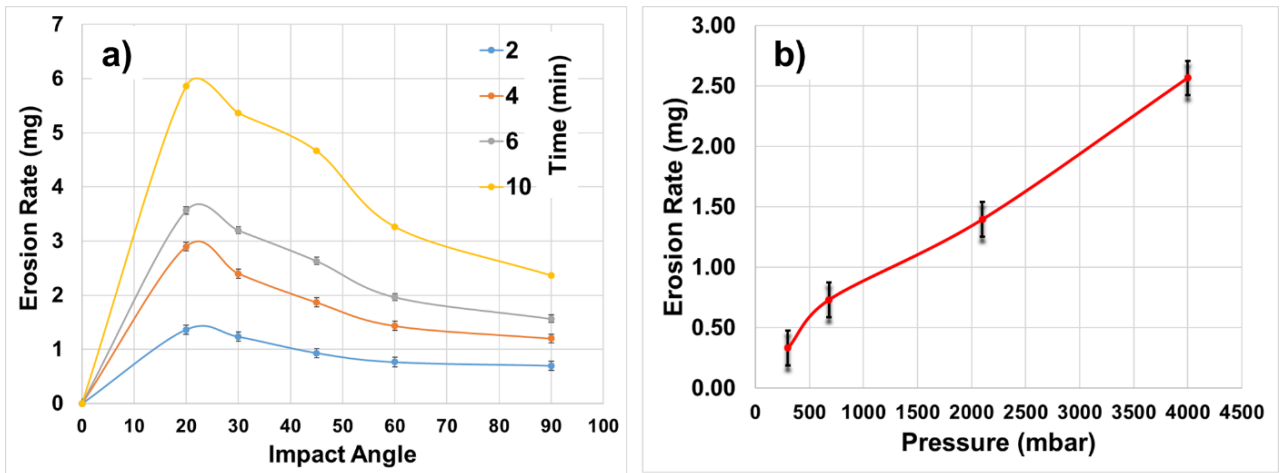 a)
2
4
6
10
Time (min)
7
6
5
4
3
2
1
0
Erosion Rate (mg)
0 10 20 30 40 50 60 70 80 90 100
Impact Angle
b)
3.00
2.50
2.00
1.50
1.00
0.50
0.00
Erosion Rate (mg)
0 500 1000 1500 2000 2500 3000 3500 4000 4500
Pressure (mbar)